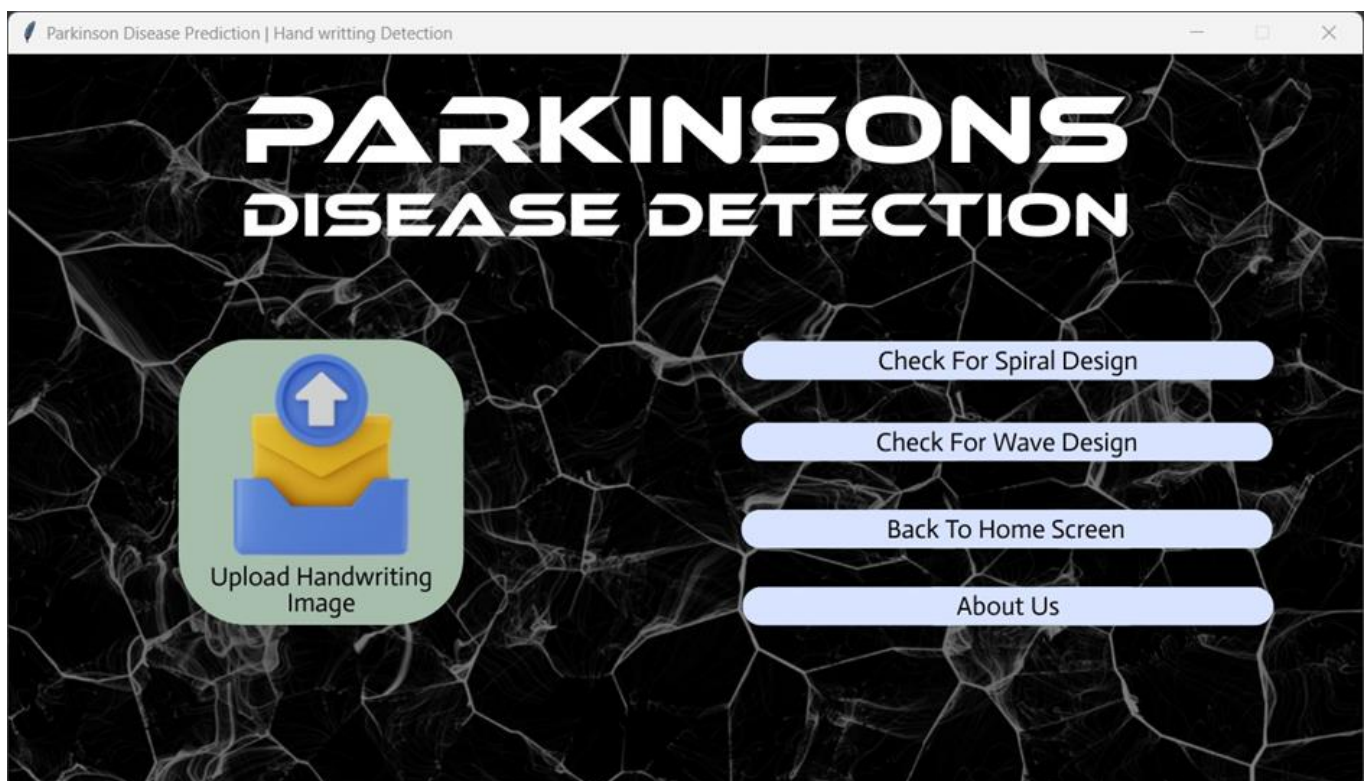 Parkinson Disease Prediction | Hand writting Detection
PARKINSONS
DISEASE DETECTION
Upload Handwriting
Image
Check For Spiral Design
Check For Wave Design
Back To Home Screen
About Us